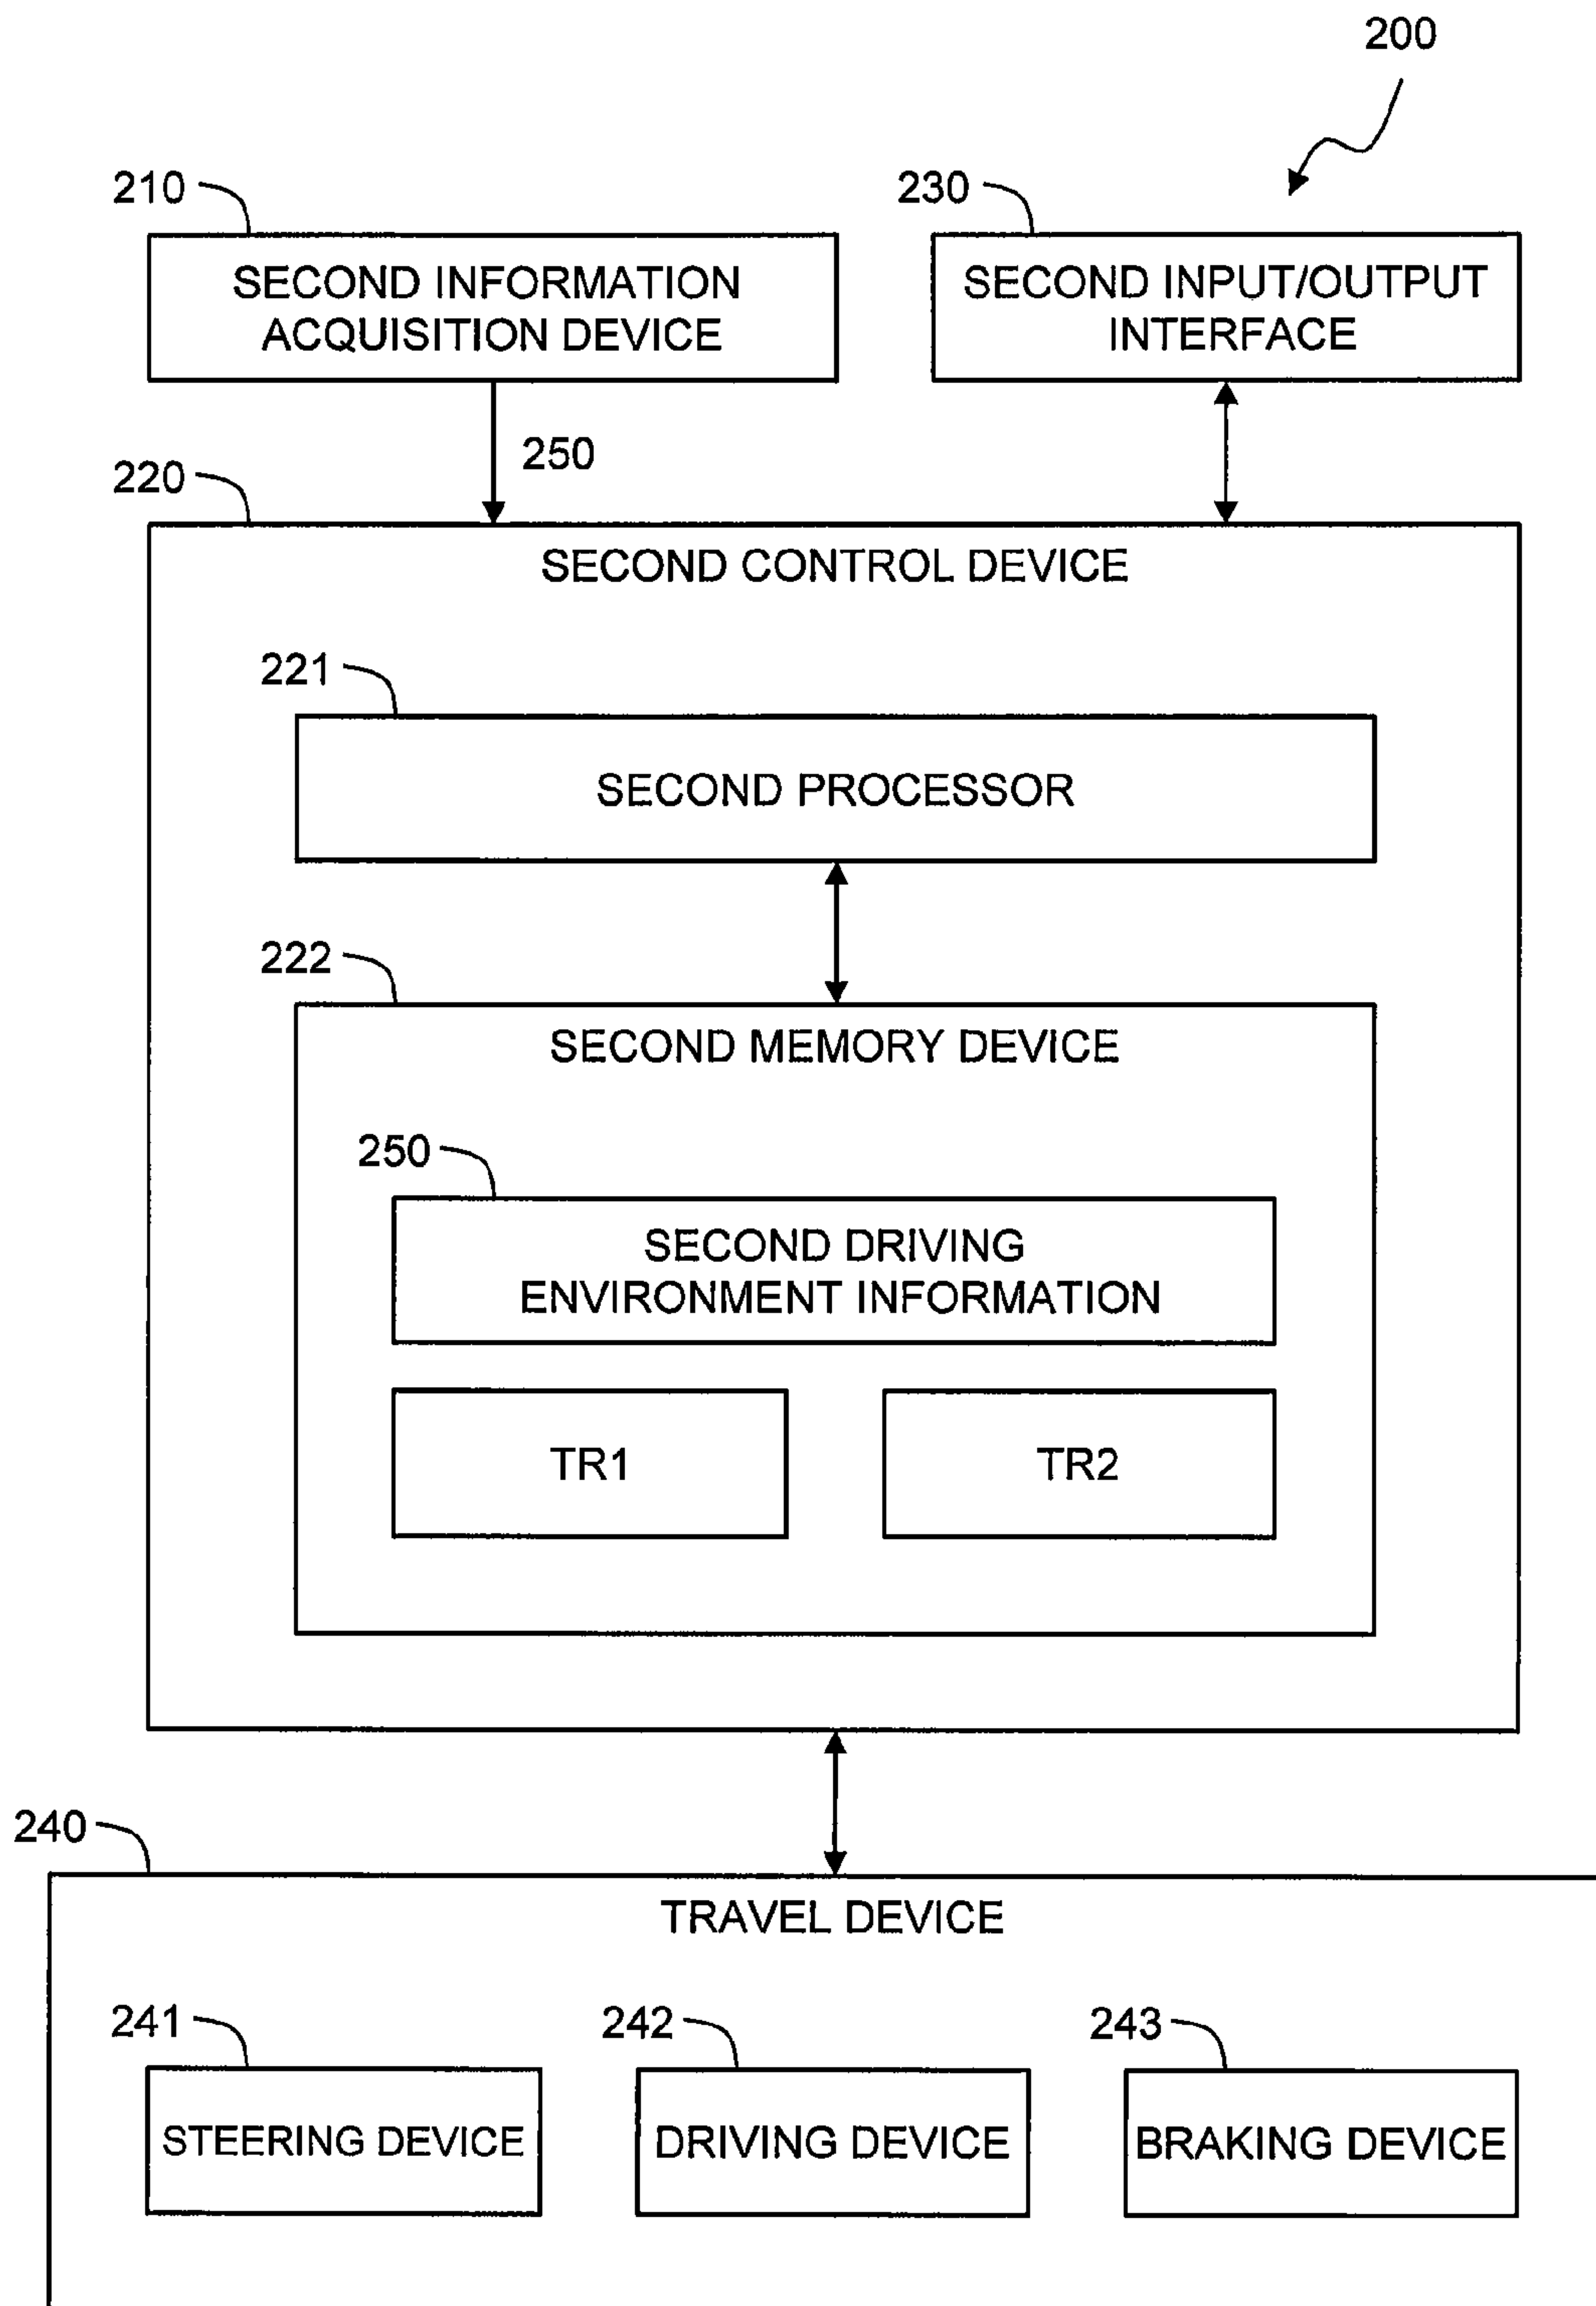 200
210
230
SECOND INFORMATION
ACQUISITION DEVICE
SECOND INPUT/OUTPUT
INTERFACE
250
220
SECOND CONTROL DEVICE
221
SECOND PROCESSOR
222
SECOND MEMORY DEVICE
250
SECOND DRIVING
ENVIRONMENT INFORMATION
TR1
TR2
240
TRAVEL DEVICE
241
242
243
STEERING DEVICE
DRIVING DEVICE
BRAKING DEVICE